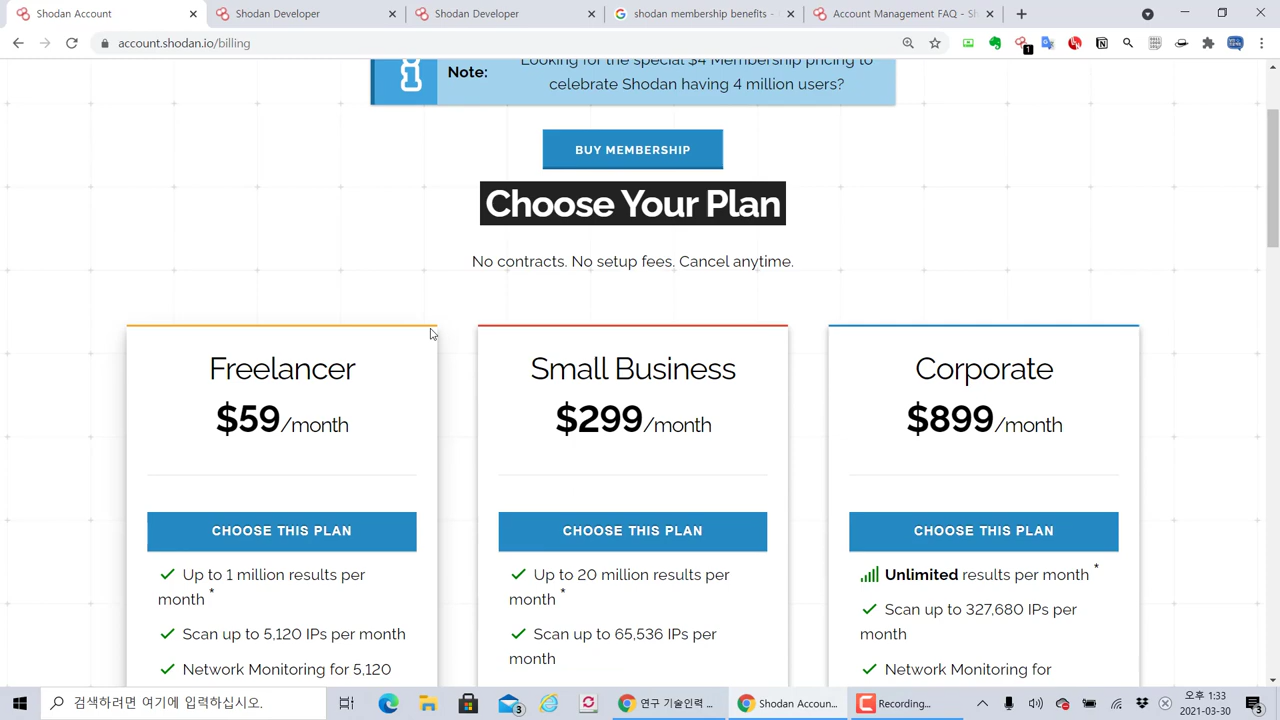 Shodan Account
Shodan Developer
Shodan Developer
shodan membership benefits -
Account Management FAQ - Sh
account.shodan.io/billing
1
Note:
Looking for the special $4 Membership pricing to
celebrate Shodan having 4 million users?
BUY MEMBERSHIP
Choose Your Plan
No contracts. No setup fees. Cancel anytime.
Freelancer
$59/month
CHOOSE THIS PLAN
Up to 1 million results per
month *
Scan up to 5,120 IPs per month
Network Monitoring for 5,120
Small Business
$299/month
CHOOSE THIS PLAN
Up to 20 million results per
month *
Scan up to 65,536 IPs per
month
Corporate
$899/month
CHOOSE THIS PLAN
Unlimited results per month *
Scan up to 327,680 IPs per
month
Network Monitoring for
검색하려면 여기에 입력하십시오.
3
연구 기술인력 ...
Shodan Accoun...
Recording...
오후 1:33
2021-03-30
3